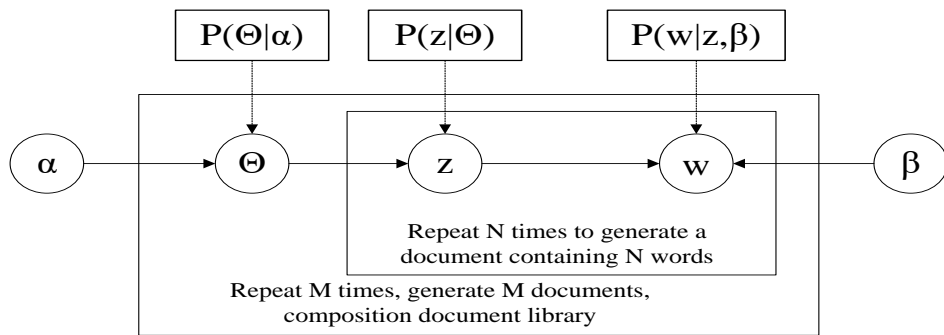 P(Θ|α)
P(z|Θ)
P(w|z,β)
α
Θ
z
w
β
Repeat N times to generate a
document containing N words
Repeat M times, generate M documents,
composition document library